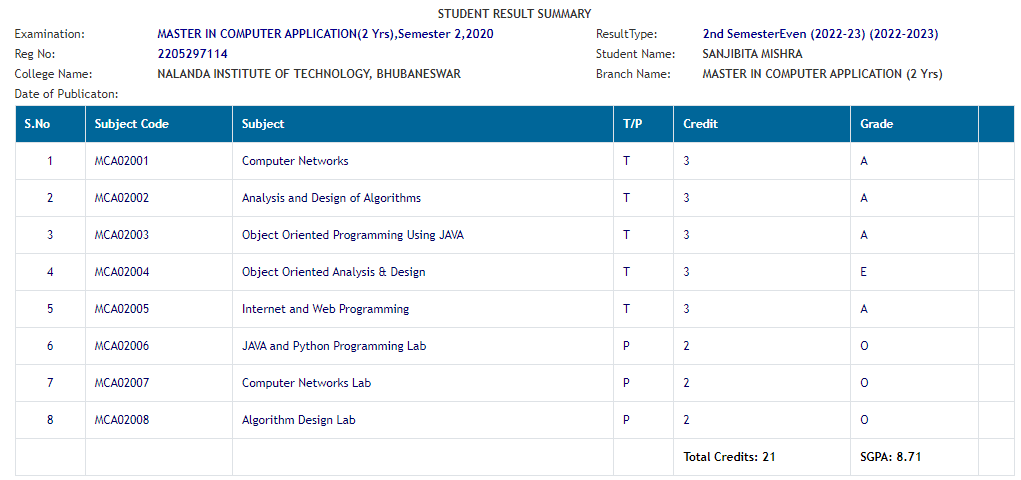 STUDENT RESULT SUMMARY
Examination: MASTER IN COMPUTER APPLICATION(2 Yrs),Semester 2,2020 ResultType: 2nd SemesterEven (2022-23) (2022-2023)
Reg No: 2205297114 Student Name: SANJIBITA MISHRA
College Name: NALANDA INSTITUTE OF TECHNOLOGY, BHUBANESWAR Branch Name: MASTER IN COMPUTER APPLICATION (2 Yrs)
Date of Publicaton:
S.No Subject Code Subject T/P Credit Grade
1 MCA02001 Computer Networks T 3 A
2 MCA02002 Analysis and Design of Algorithms T 3 A
3 MCA02003 Object Oriented Programming Using JAVA T 3 A
4 MCA02004 Object Oriented Analysis & Design T 3 E
5 MCA02005 Internet and Web Programming T 3 A
6 MCA02006 JAVA and Python Programming Lab P 2 O
7 MCA02007 Computer Networks Lab P 2 O
8 MCA02008 Algorithm Design Lab P 2 O
Total Credits: 21 SGPA: 8.71